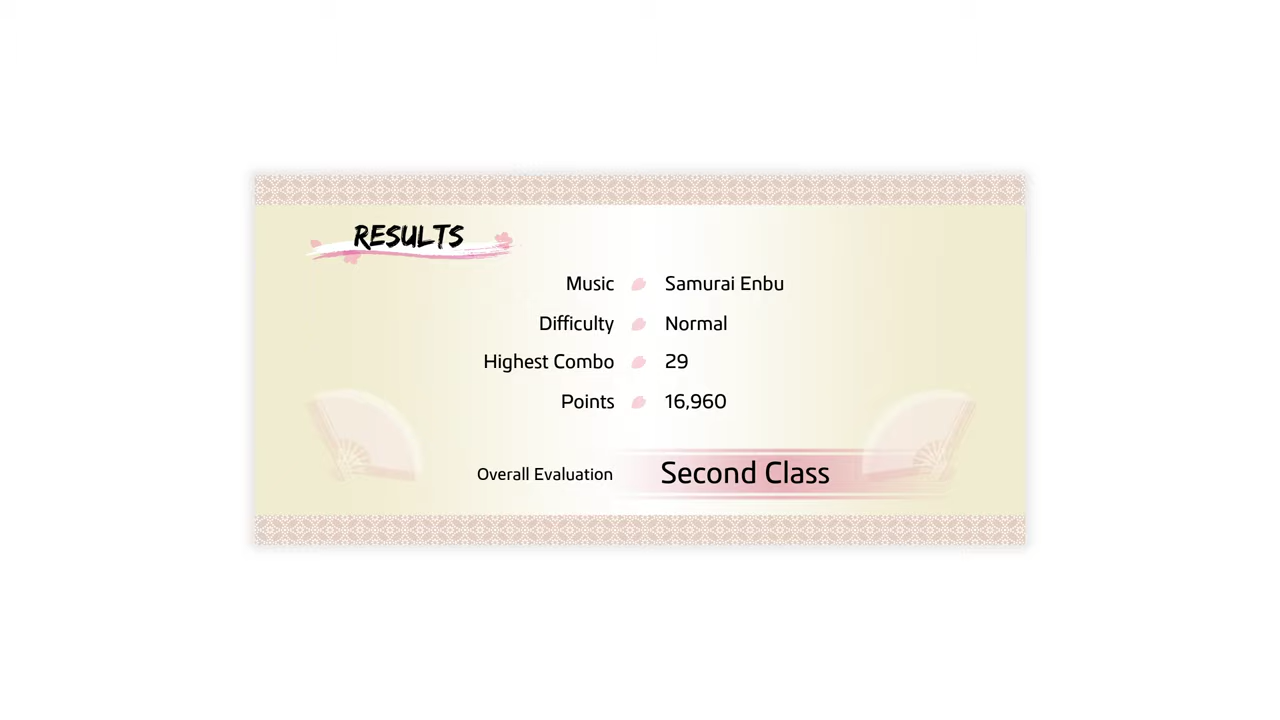 RESULTS
Music Samurai Enbu
Difficulty Normal
Highest Combo 29
Points 16,960
Overall Evaluation Second Class